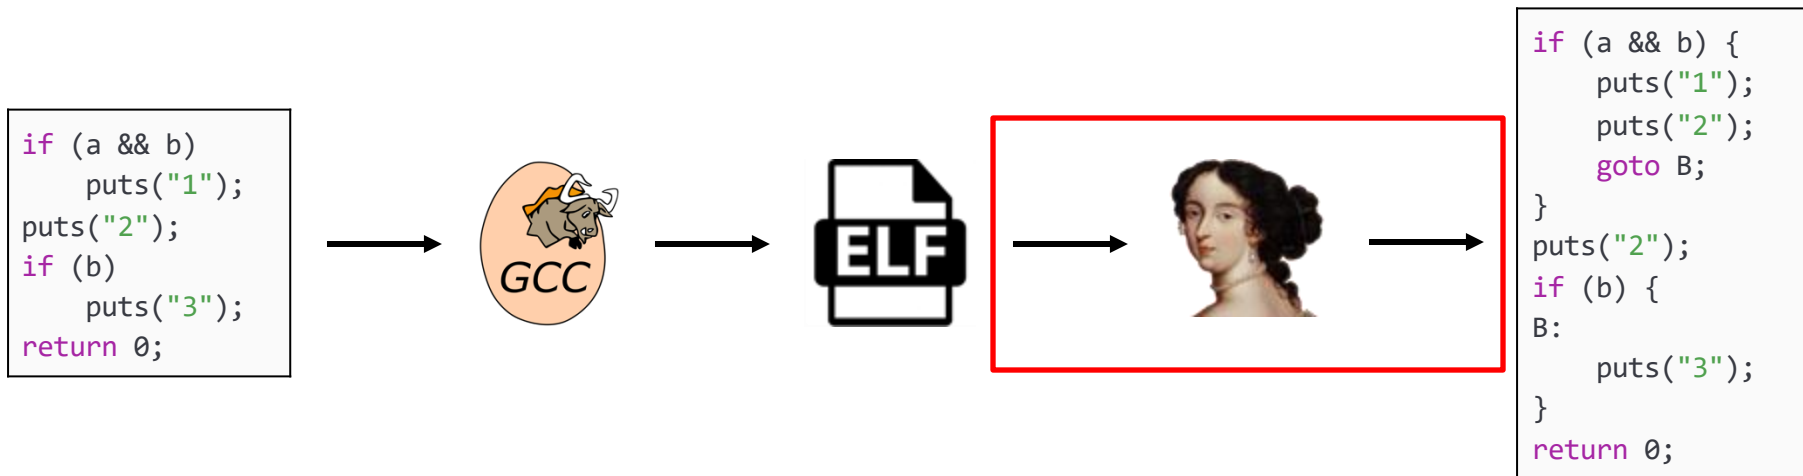 if (a && b)
    puts("1");
puts("2");
if (b)
    puts("3");
return 0;
GCC
ELF
if (a && b) {
    puts("1");
    puts("2");
    goto B;
}
puts("2");
if (b) {
B:
    puts("3");
}
return 0;